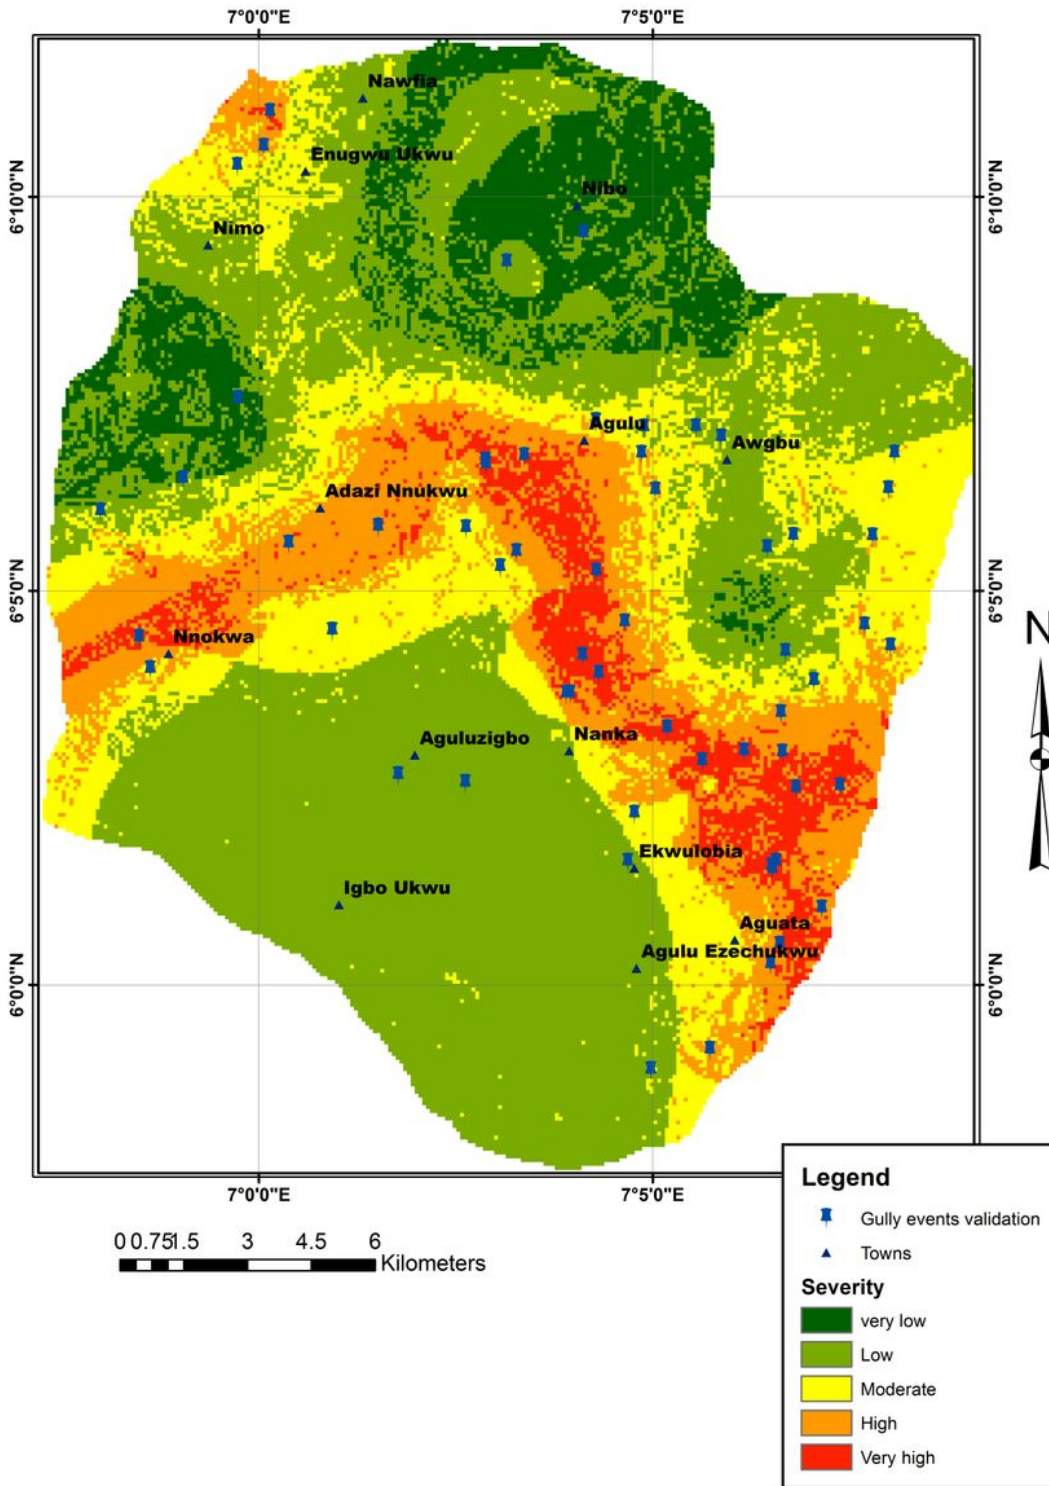 7°0'0"E
7°5'0"E
Nawfia
Enugwu Ukwu
Nibo
6°10'0"N
6°10'0"N
Nimo
Agulu
Awgbu
Adazi Nnukwu
6°5'0"N
6°5'0"N
Nnokwa
Aguluzigbo
Nanka
Ekwulobia
Igbo Ukwu
Aguata
Agulu Ezechukwu
6°0'0"N
6°0'0"N
7°0'0"E
7°5'0"E
N
0 0.75 1.5 3 4.5 6
Kilometers
Legend
Gully events validation
Towns
Severity
very low
Low
Moderate
High
Very high